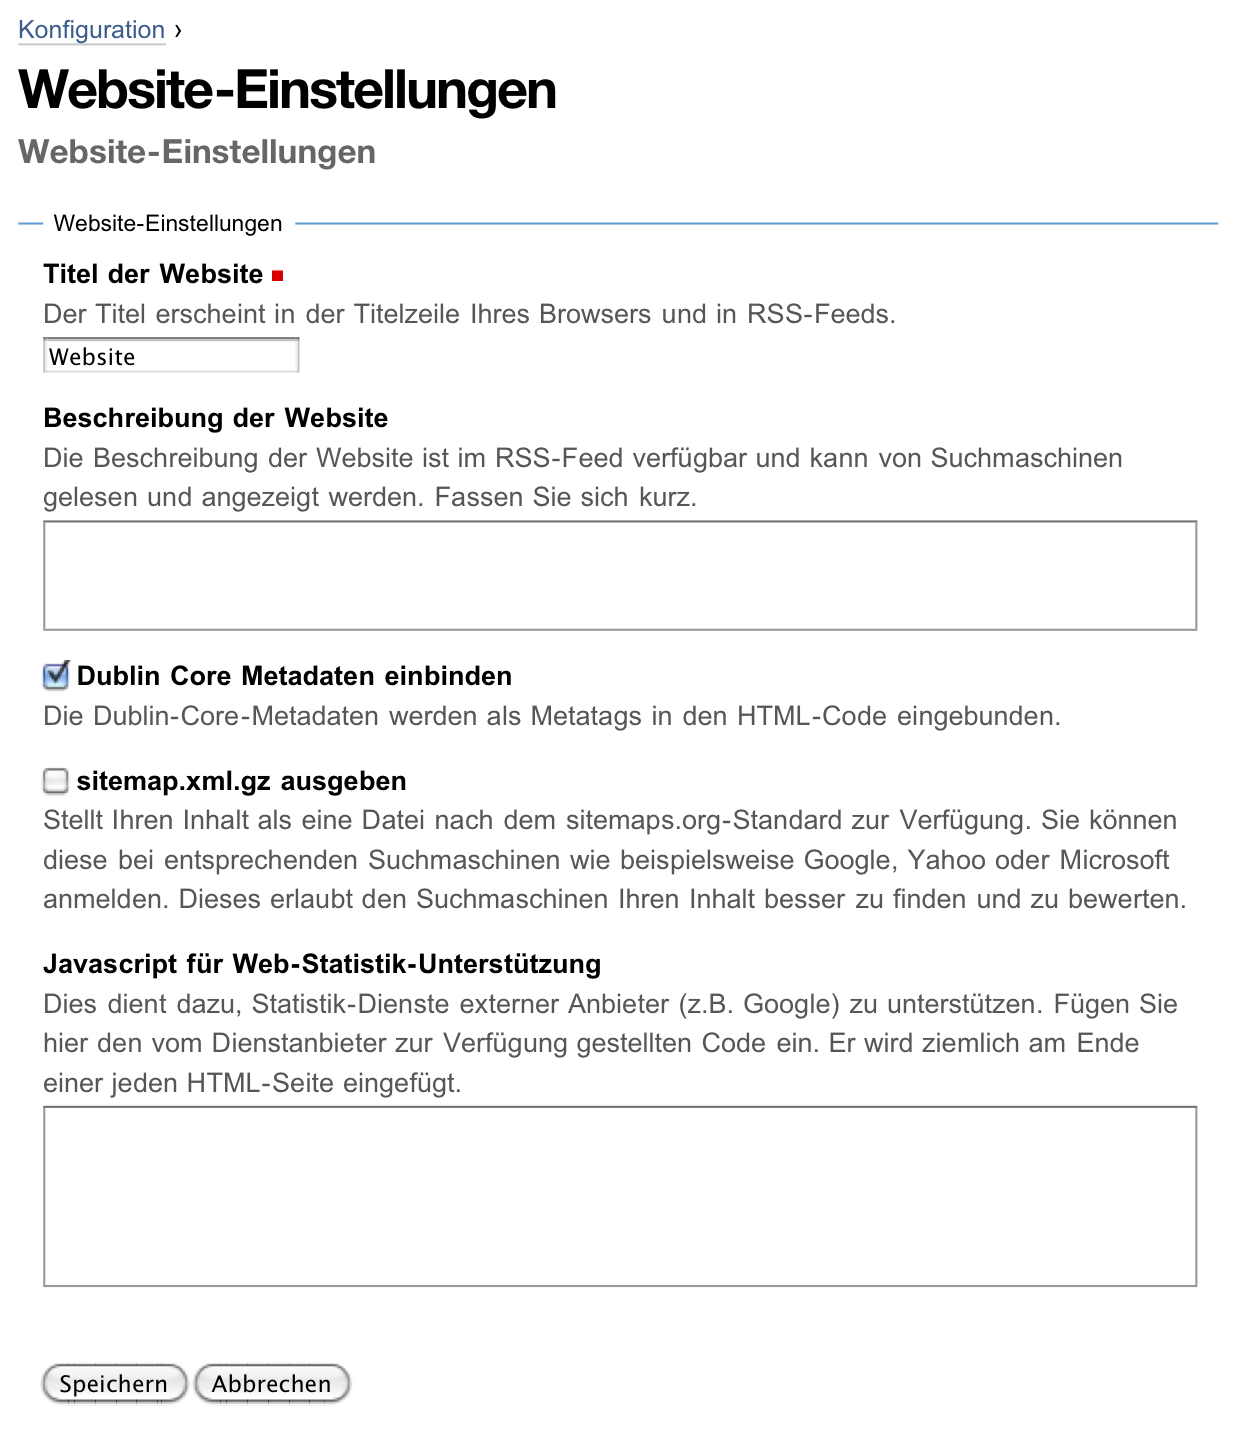 Konfiguration ›
Website-Einstellungen
Website-Einstellungen
Website-Einstellungen
Titel der Website
Der Titel erscheint in der Titelzeile Ihres Browsers und in RSS-Feeds.
Website
Beschreibung der Website
Die Beschreibung der Website ist im RSS-Feed verfügbar und kann von Suchmaschinen
gelesen und angezeigt werden. Fassen Sie sich kurz.
Dublin Core Metadaten einbinden
Die Dublin-Core-Metadaten werden als Metatags in den HTML-Code eingebunden.
sitemap.xml.gz ausgeben
Stellt Ihren Inhalt als eine Datei nach dem sitemaps.org-Standard zur Verfügung. Sie können
diese bei entsprechenden Suchmaschinen wie beispielsweise Google, Yahoo oder Microsoft
anmelden. Dieses erlaubt den Suchmaschinen Ihren Inhalt besser zu finden und zu bewerten.
Javascript für Web-Statistik-Unterstützung
Dies dient dazu, Statistik-Dienste externer Anbieter (z.B. Google) zu unterstützen. Fügen Sie
hier den vom Dienstanbieter zur Verfügung gestellten Code ein. Er wird ziemlich am Ende
einer jeden HTML-Seite eingefügt.
Speichern Abbrechen